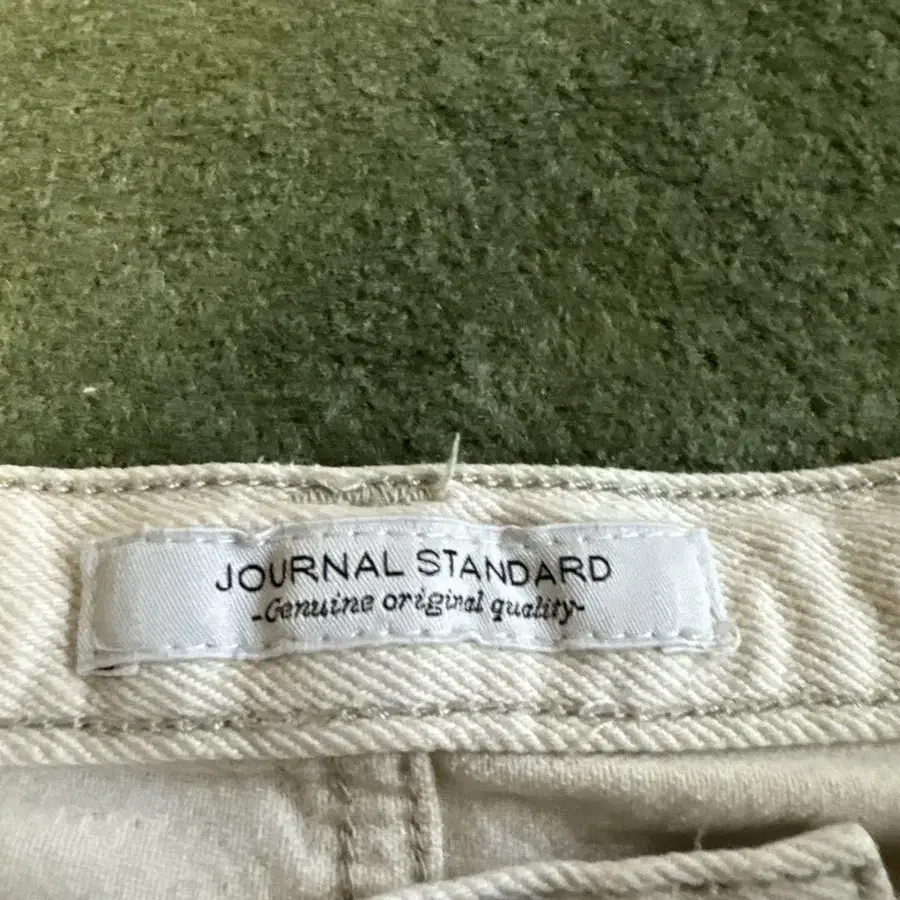 JOURNAL STANDARD
-Genuine original quality-